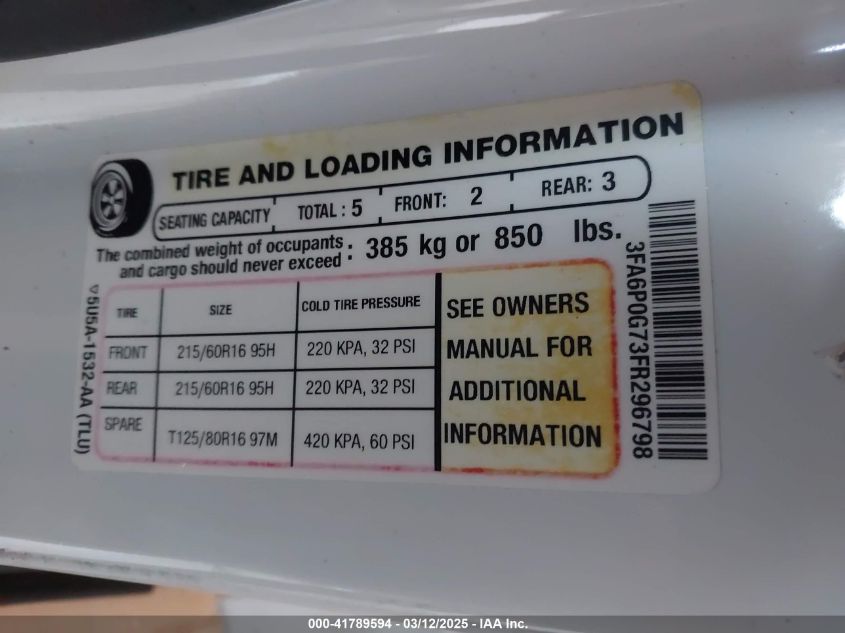 TIRE AND LOADING INFORMATION
SEATING CAPACITY TOTAL : 5 FRONT: 2 REAR: 3
The combined weight of occupants
and cargo should never exceed : 385 kg or 850 lbs.
TIRE SIZE COLD TIRE PRESSURE
FRONT 215/60R16 95H 220 KPA, 32 PSI
REAR 215/60R16 95H 220 KPA, 32 PSI
SPARE T125/80R16 97M 420 KPA, 60 PSI
SEE OWNERS
MANUAL FOR
ADDITIONAL
INFORMATION
5U5A-1532-AA (TLU)
3FA6P0G73FR296798
000-41789594 - 03/12/2025 - IAA Inc.